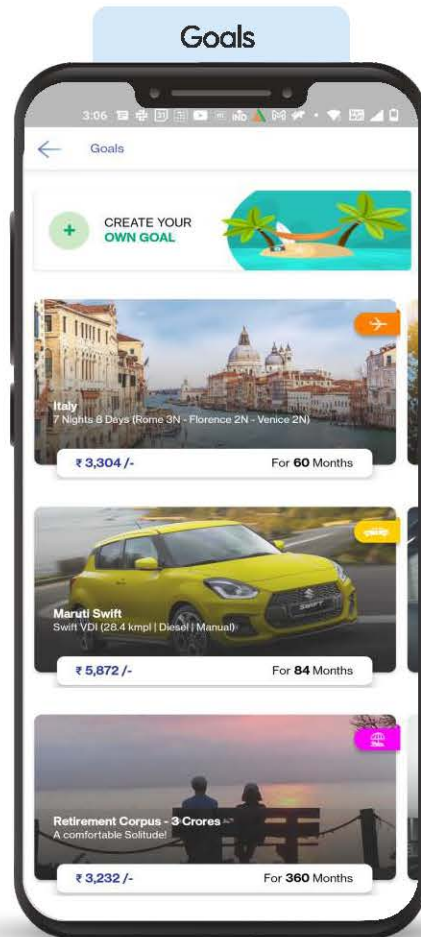 Goals
3:06
Goals
CREATE YOUR
OWN GOAL
Italy
7 Nights 8 Days (Rome 3N - Florence 2N - Venice 2N)
₹ 3,304 /-
For 60 Months
Maruti Swift
Swift VDI (28.4 kmpl | Diesel | Manual)
SWIFT
₹ 5,872 /-
For 84 Months
Retirement Corpus - 3 Crores
A comfortable Solitude!
₹ 3,232 /-
For 360 Months